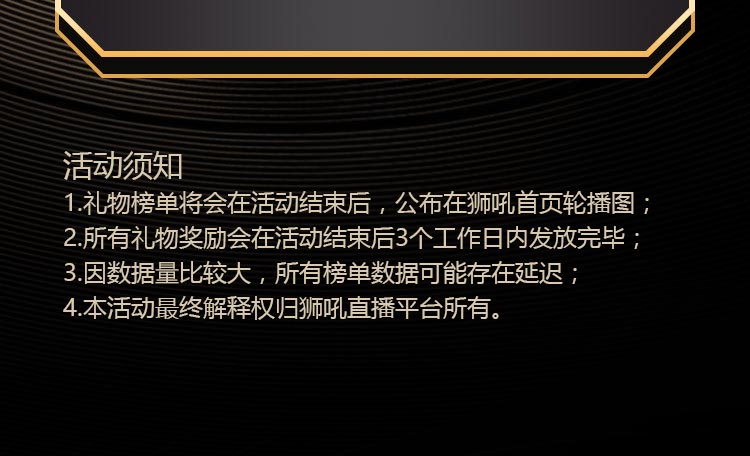 活动须知
1.礼物榜单将会在活动结束后，公布在狮吼首页轮播图；
2.所有礼物奖励会在活动结束后3个工作日内发放完毕；
3.因数据量比较大，所有榜单数据可能存在延迟；
4.本活动最终解释权归狮吼直播平台所有。